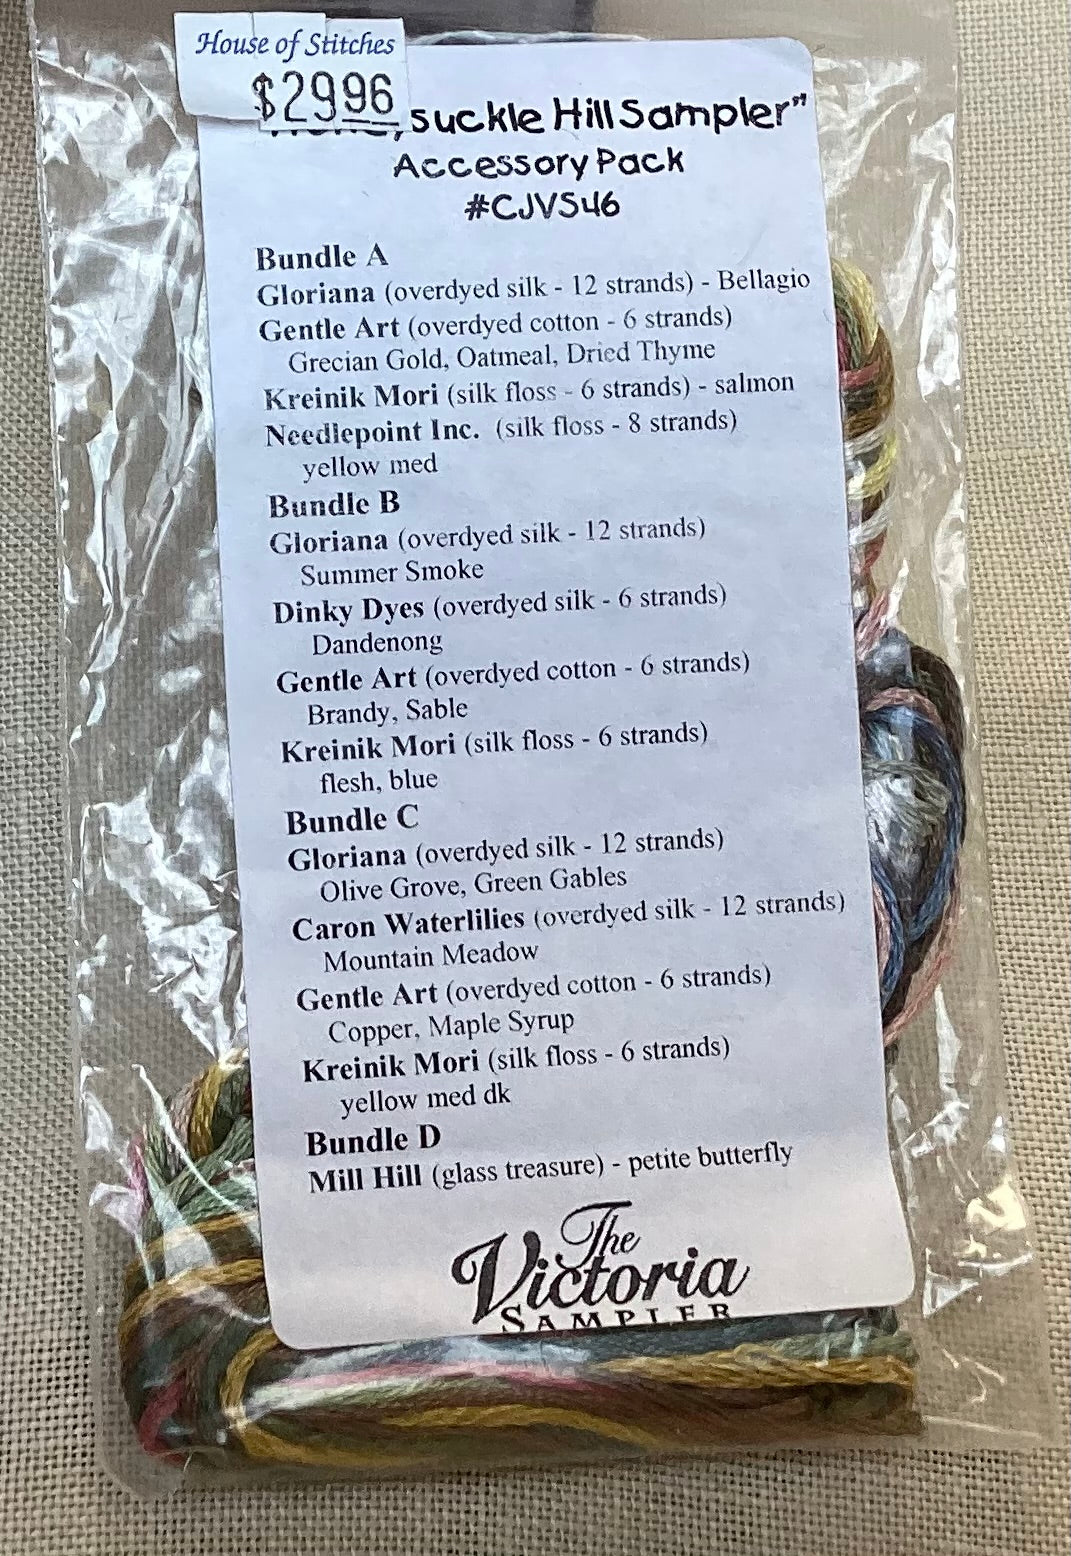 House of Stitches
$29.96
suckle Hill Sampler"
Accessory Pack
#CJVS46
Bundle A
Gloriana (overdyed silk - 12 strands) - Bellagio
Gentle Art (overdyed cotton - 6 strands)
Grecian Gold, Oatmeal, Dried Thyme
Kreinik Mori (silk floss - 6 strands) - salmon
Needlepoint Inc. (silk floss - 8 strands)
yellow med
Bundle B
Gloriana (overdyed silk - 12 strands)
Summer Smoke
Dinky Dyes (overdyed silk - 6 strands)
Dandenong
Gentle Art (overdyed cotton - 6 strands)
Brandy, Sable
Kreinik Mori (silk floss - 6 strands)
flesh, blue
Bundle C
Gloriana (overdyed silk - 12 strands)
Olive Grove, Green Gables
Caron Waterlilies (overdyed silk - 12 strands)
Mountain Meadow
Gentle Art (overdyed cotton - 6 strands)
Copper, Maple Syrup
Kreinik Mori (silk floss - 6 strands)
yellow med dk
Bundle D
Mill Hill (glass treasure) - petite butterfly
The
Victoria
SAMPLER